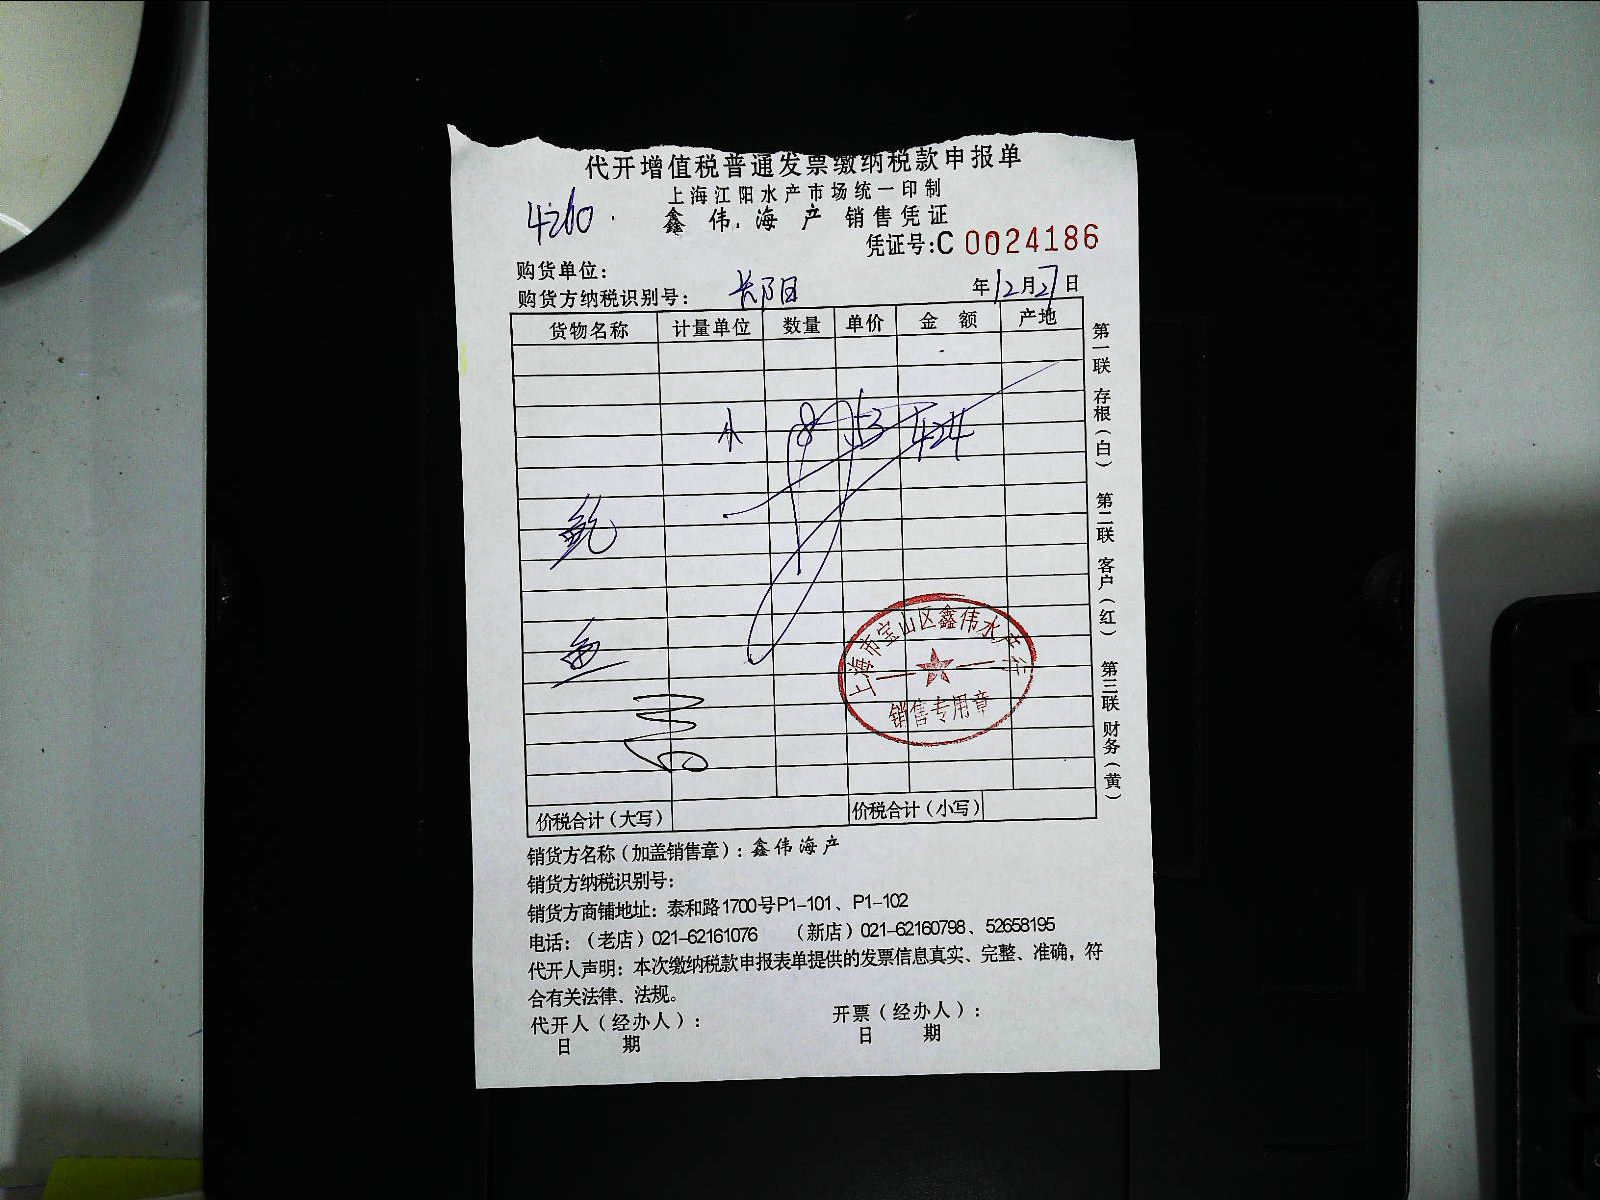 代开增值税普通发票缴纳税款申报单
上海江阳水产市场统一印制
4260
鑫伟海产 销售凭证
凭证号:C 0024186
购货单位:
购货方纳税识别号:
年12月27日
货物名称 计量单位 数量 单价 金额 产地
8 53 424
鲍
鱼
上海市宝山区鑫伟水产行
销售专用章
价税合计(大写) 价税合计(小写)
第一联 存根(白) 第二联 客户(红) 第三联 财务(黄)
销货方名称(加盖销售章):鑫伟海产
销货方纳税识别号:
销货方商铺地址:泰和路1700号P1-101、P1-102
电话:(老店)021-62161076 (新店)021-62160798、52658195
代开人声明:本次缴纳税款申报表单提供的发票信息真实、完整、准确,符
合有关法律、法规。
代开人(经办人): 开票(经办人):
日 期 日 期